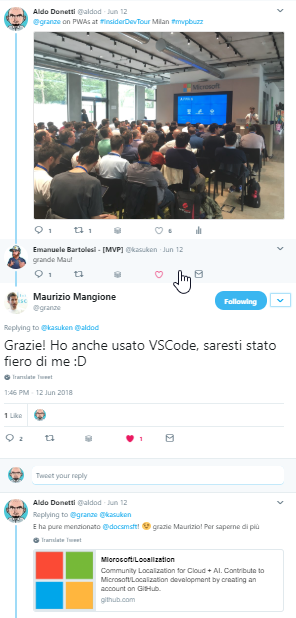 Aldo Donetti @aldod · Jun 12
@granze on PWAs at #InsiderDevTour Milan #mvpbuzz
Microsoft
1 1 6
Emanuele Bartolesi - [MVP] @kasuken · Jun 12
grande Mau!
1
Maurizio Mangione
@granze
Following
Replying to @kasuken @aldod
Grazie! Ho anche usato VSCode, saresti stato
fiero di me :D
Translate Tweet
1:46 PM · 12 Jun 2018
1 Like
2 1
Tweet your reply
Aldo Donetti @aldod · Jun 12
Replying to @granze @kasuken
E ha pure menzionato @docsmsft! 😉 grazie Maurizio! Per saperne di più
Translate Tweet
Microsoft/Localization
Community Localization for Cloud + AI. Contribute to
Microsoft/Localization development by creating an
account on GitHub.
github.com